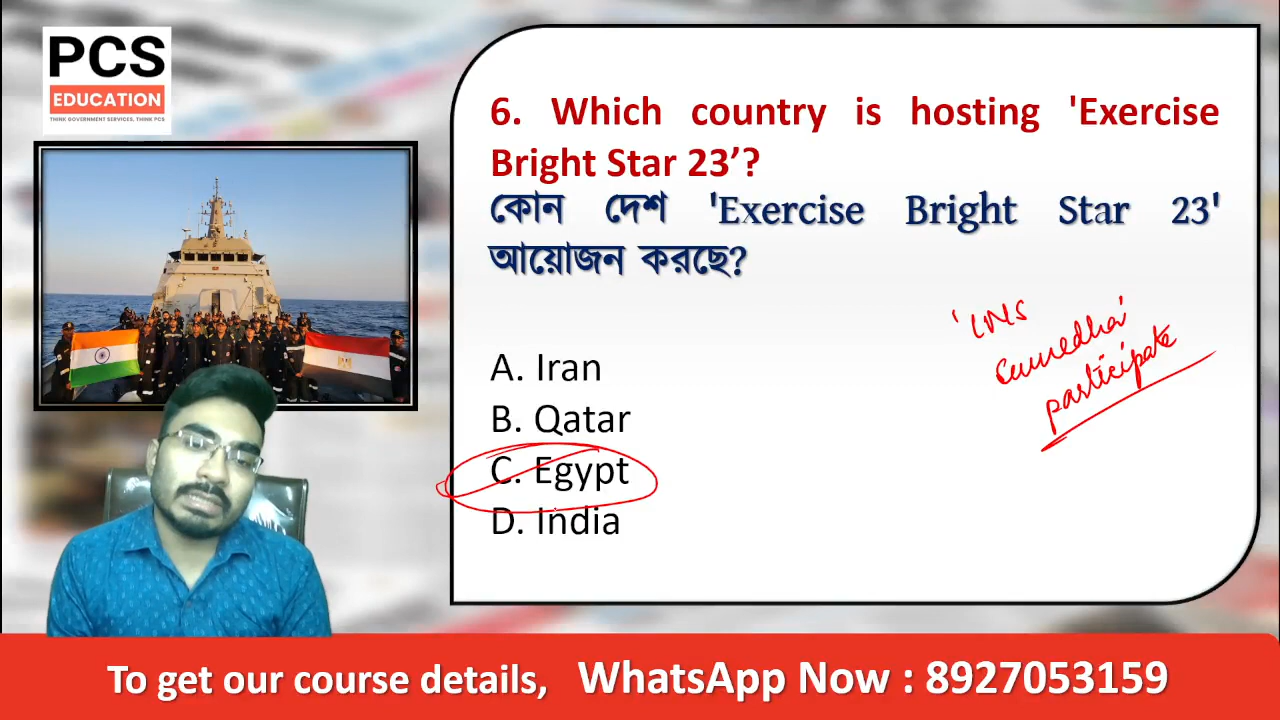 PCS
EDUCATION
THINK GOVERNMENT SERVICES, THINK PCS
6. Which country is hosting 'Exercise
Bright Star 23’?
কোন দেশ 'Exercise Bright Star 23'
আয়োজন করছে?
'INS
participate
A. Iran
B. Qatar
C. Egypt
D. India
To get our course details, WhatsApp Now : 8927053159